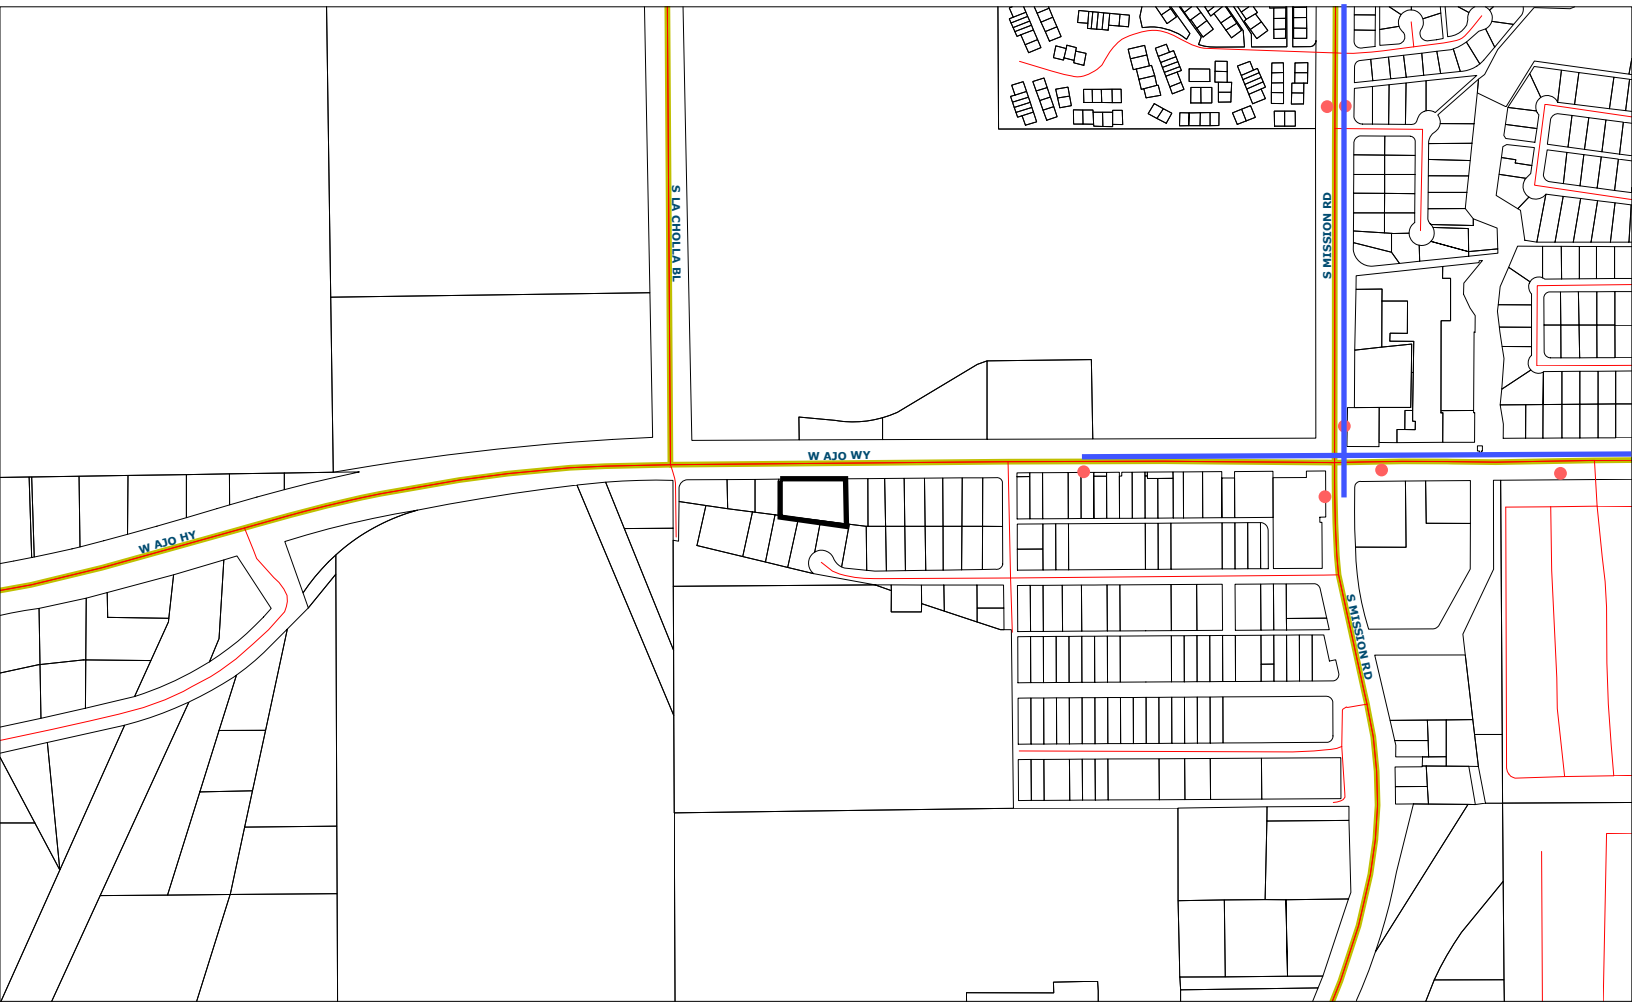 S LA CHOLLA BL
S MISSION RD
W AJO WY
W AJO HY
S MISSION RD